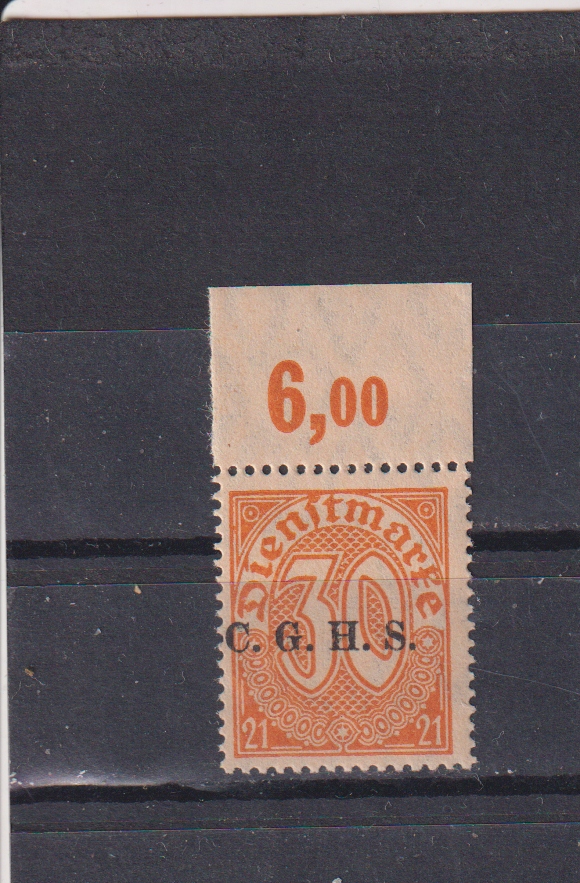 6,00
Dienstmarke
30
C. G. H. S.
21 21